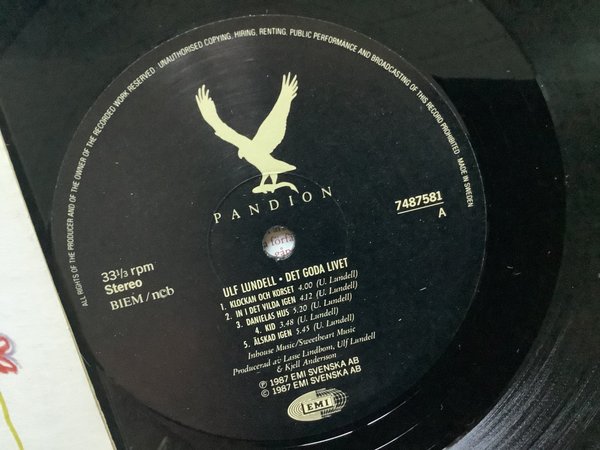 ALL RIGHTS OF THE PRODUCER AND OF THE OWNER OF THE RECORDED WORK RESERVED. UNAUTHORISED COPYING, HIRING, RENTING, PUBLIC PERFORMANCE AND BROADCASTING OF THIS RECORD PROHIBITED. MADE IN SWEDEN
PANDION
7487581
A
33 1/3 rpm
Stereo
BIEM/ncb
ULF LUNDELL • DET GODA LIVET
1. KLOCKAN OCH KORSET 4.00 (U. Lundell)
2. IN I DET VILDA IGEN 4.12 (U. Lundell)
3. DANIELAS HUS 5.20 (U. Lundell)
4. KID 3.48 (U. Lundell)
5. ÄLSKAD IGEN 5.45 (U. Lundell)
Inhouse Music/Sweetheart Music
Producerad av Lasse Lindbom, Ulf Lundell
& Kjell Andersson
℗ 1987 EMI SVENSKA AB
© 1987 EMI SVENSKA AB
EMI